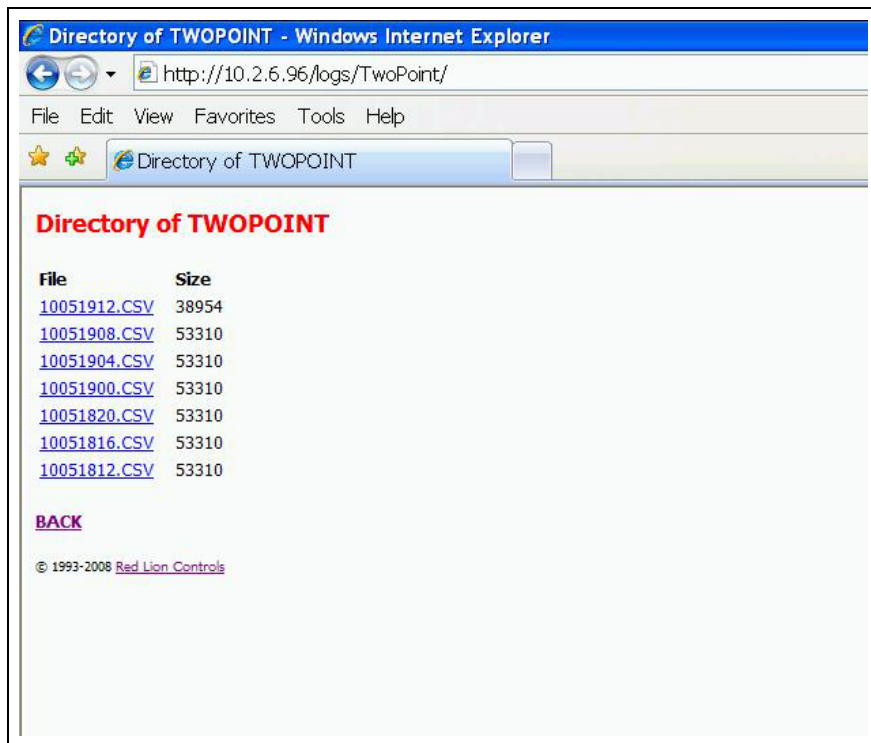 Directory of TWOPOINT - Windows Internet Explorer
http://10.2.6.96/logs/TwoPoint/
File Edit View Favorites Tools Help
Directory of TWOPOINT
Directory of TWOPOINT
File Size
10051912.CSV 38954
10051908.CSV 53310
10051904.CSV 53310
10051900.CSV 53310
10051820.CSV 53310
10051816.CSV 53310
10051812.CSV 53310
BACK
© 1993-2008 Red Lion Controls